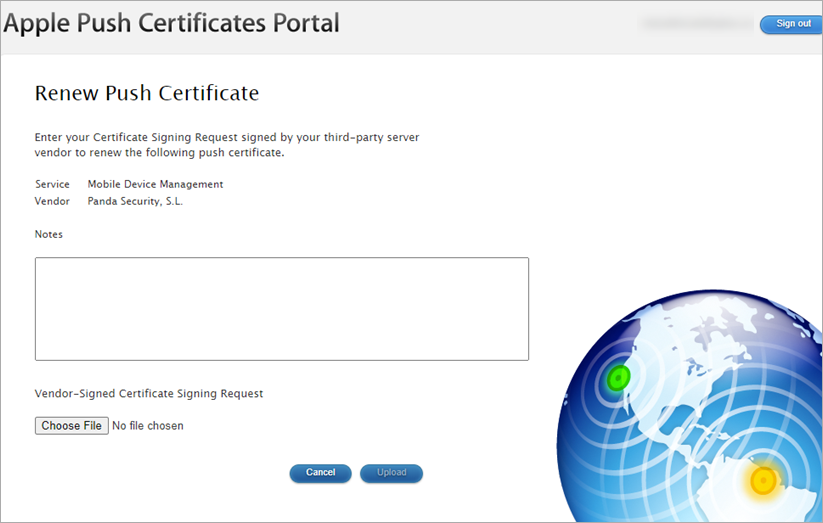 Apple Push Certificates Portal
Sign out
Renew Push Certificate
Enter your Certificate Signing Request signed by your third-party server
vendor to renew the following push certificate.
Service Mobile Device Management
Vendor Panda Security, S.L.
Notes
Vendor-Signed Certificate Signing Request
Choose File No file chosen
Cancel Upload